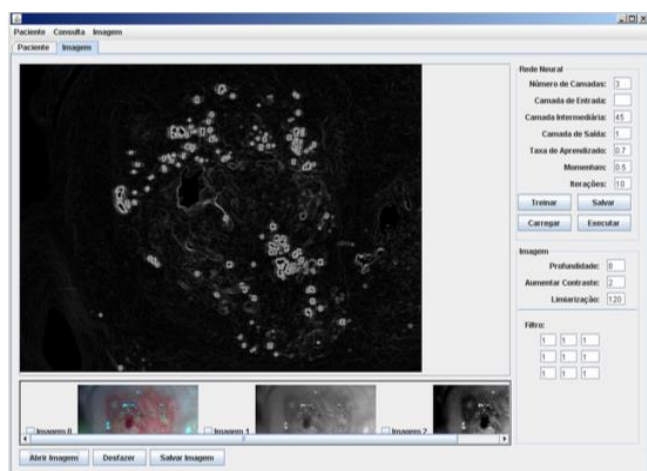 Paciente Consulta Imagem
Paciente Imagem
Rede Neural
Número de Camadas: 3
Camada de Entrada:
Camada Intermediária: 45
Camada de Saída: 1
Taxa de Aprendizado: 0.7
Momentum: 0.5
Iterações: 10
Treinar Salvar
Carregar Executar
Imagem
Profundidade: 8
Aumentar Contraste: 2
Limiarização: 120
Filtro:
1 1 1
1 1 1
1 1 1
Imagem 0 Imagem 1 Imagem 2
Abrir Imagem Desfazer Salvar Imagem